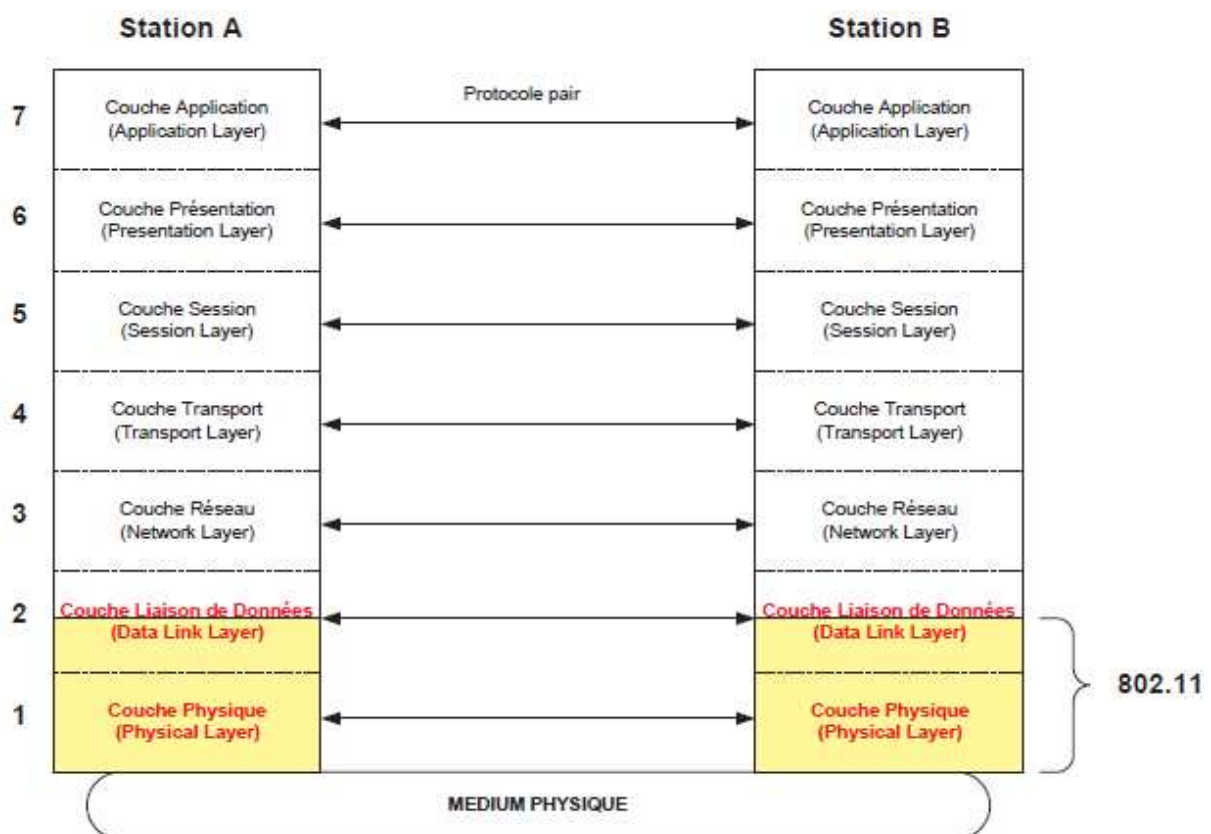 Station A
Station B
7
Couche Application
(Application Layer)
Protocole pair
Couche Application
(Application Layer)
6
Couche Présentation
(Presentation Layer)
Couche Présentation
(Presentation Layer)
5
Couche Session
(Session Layer)
Couche Session
(Session Layer)
4
Couche Transport
(Transport Layer)
Couche Transport
(Transport Layer)
3
Couche Réseau
(Network Layer)
Couche Réseau
(Network Layer)
2
Couche Liaison de Données
(Data Link Layer)
Couche Liaison de Données
(Data Link Layer)
802.11
1
Couche Physique
(Physical Layer)
Couche Physique
(Physical Layer)
MEDIUM PHYSIQUE